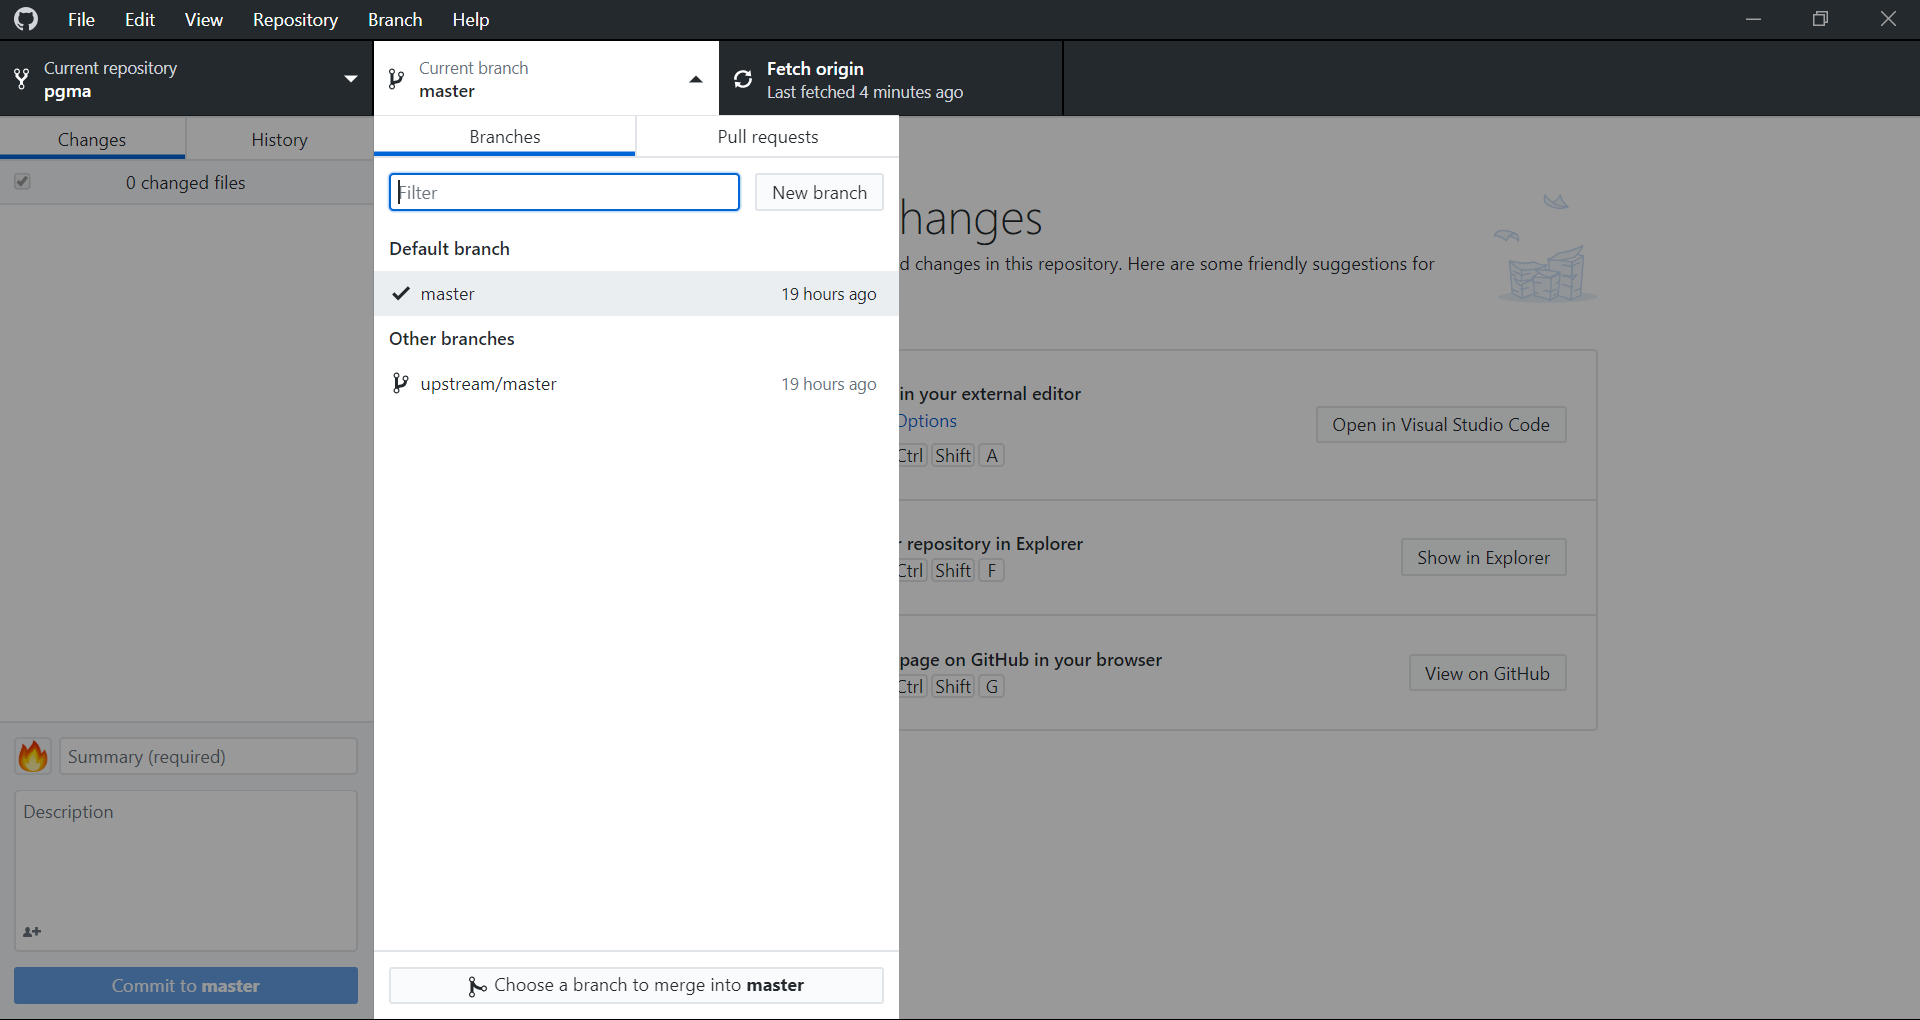 File Edit View Repository Branch Help
Current repository
pgma
Current branch
master
Fetch origin
Last fetched 4 minutes ago
Changes History
0 changed files
Branches Pull requests
Filter
New branch
Default branch
master 19 hours ago
Other branches
upstream/master 19 hours ago
hanges
d changes in this repository. Here are some friendly suggestions for
in your external editor
Options
Ctrl Shift A
Open in Visual Studio Code
r repository in Explorer
Ctrl Shift F
Show in Explorer
page on GitHub in your browser
Ctrl Shift G
View on GitHub
Summary (required)
Description
Commit to master
Choose a branch to merge into master